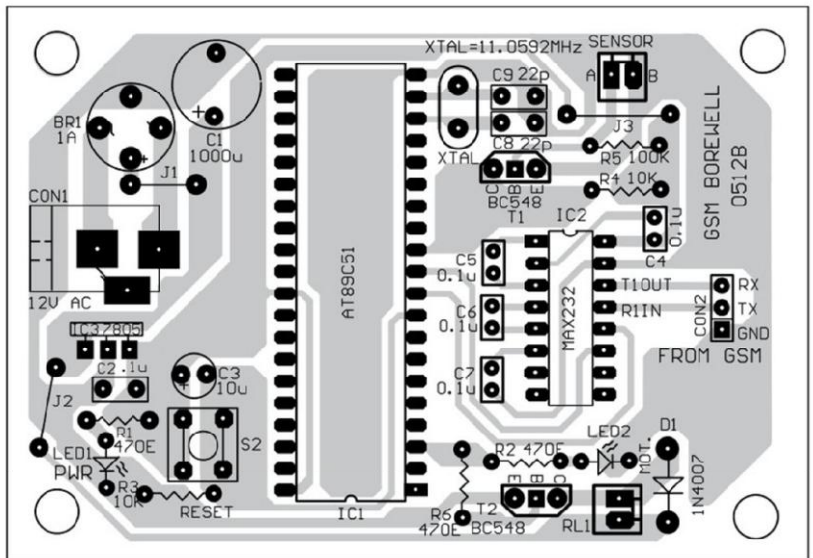 XTAL=11.0592MHz
SENSOR
A
B
C9 22p
C8 22p
XTAL
J3
R5 100K
R4 10K
C
B
E
BC548
T1
GSM BOREWELL
0512B
BR1
1A
+
C1
1000u
J1
CON1
12V AC
IC37805
C2 .1u
+
C3
10u
J2
R1
470E
LED1
PWR
R3
10K
S2
RESET
AT89C51
IC1
IC2
MAX232
0.1u
C4
C5
0.1u
C6
0.1u
C7
0.1u
T1OUT
R1IN
CON2
RX
TX
GND
FROM GSM
R2 470E
LED2
MOT.
D1
1N4007
E
B
C
T2
BC548
R6
470E
RL1